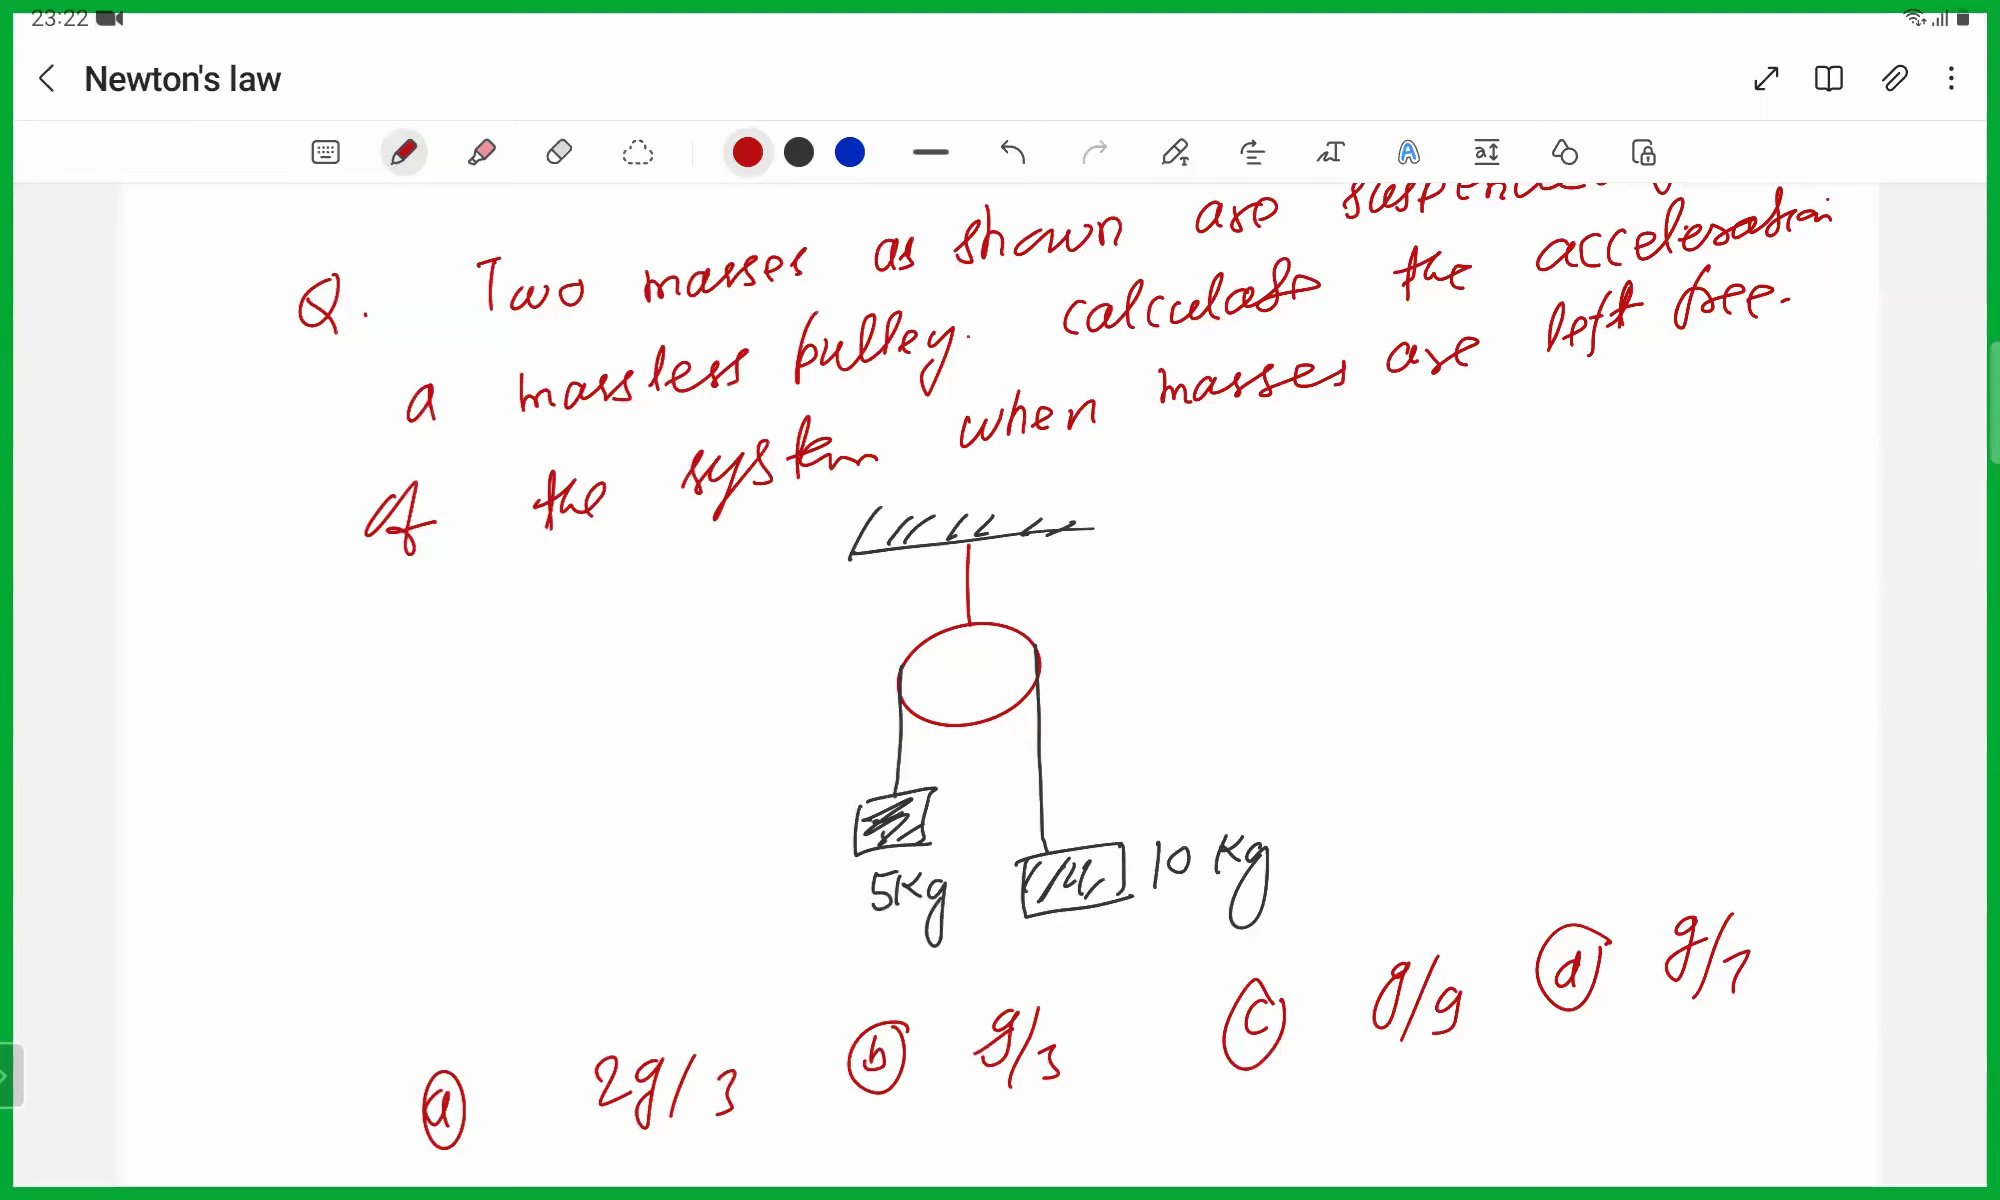 23:22
Newton's law
Q. Two masses as shown are
a massless pulley. calculate the acceleration
of the system when masses are left free.
5Kg
10 Kg
a 2g/3 b g/3 c g/9 d g/7